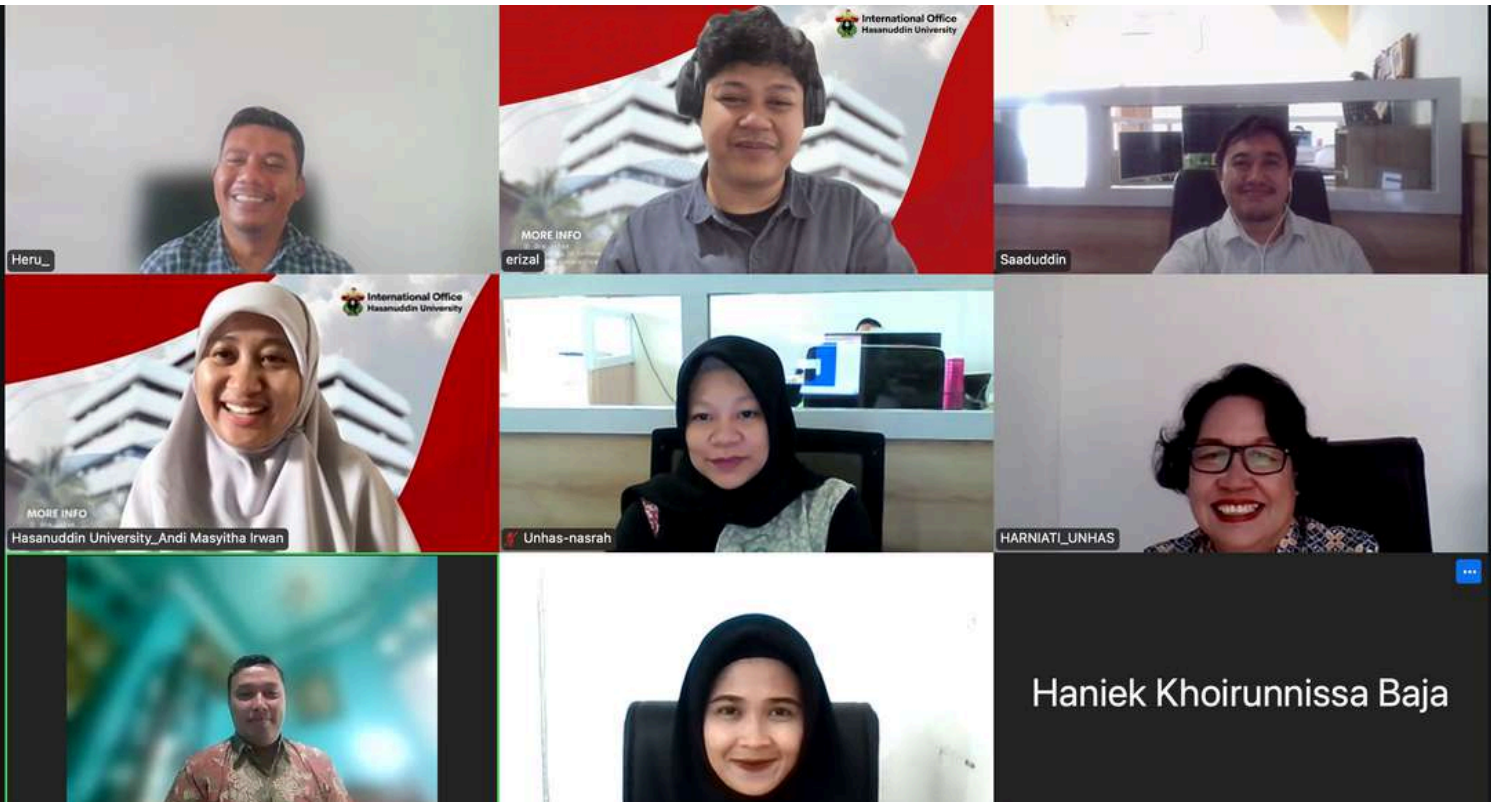 Heru_
International Office
Hasanuddin University
MORE INFO
erizal
Saaduddin
International Office
Hasanuddin University
MORE INFO
Hasanuddin University_Andi Masyitha Irwan
Unhas-nasrah
HARNIATI_UNHAS
Haniek Khoirunnissa Baja